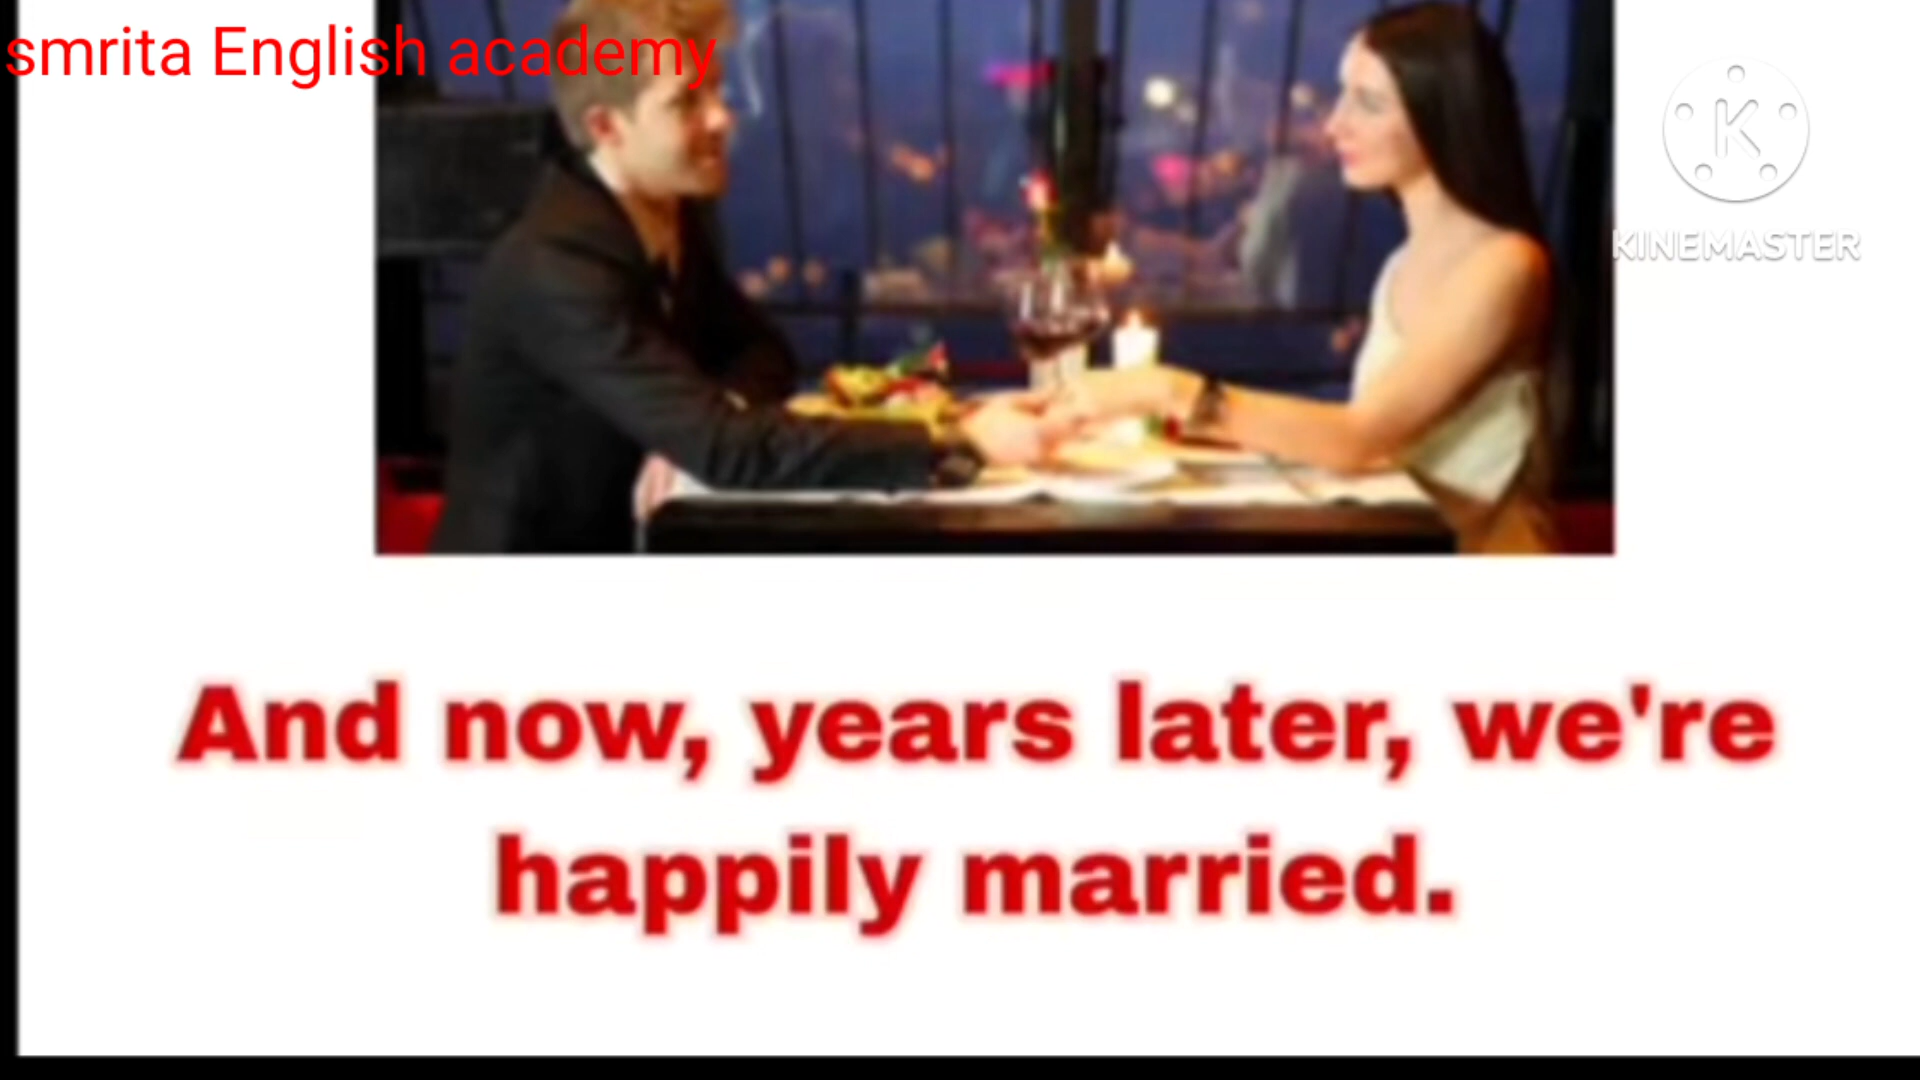 smrita English academy
KINEMASTER
And now, years later, we're
happily married.